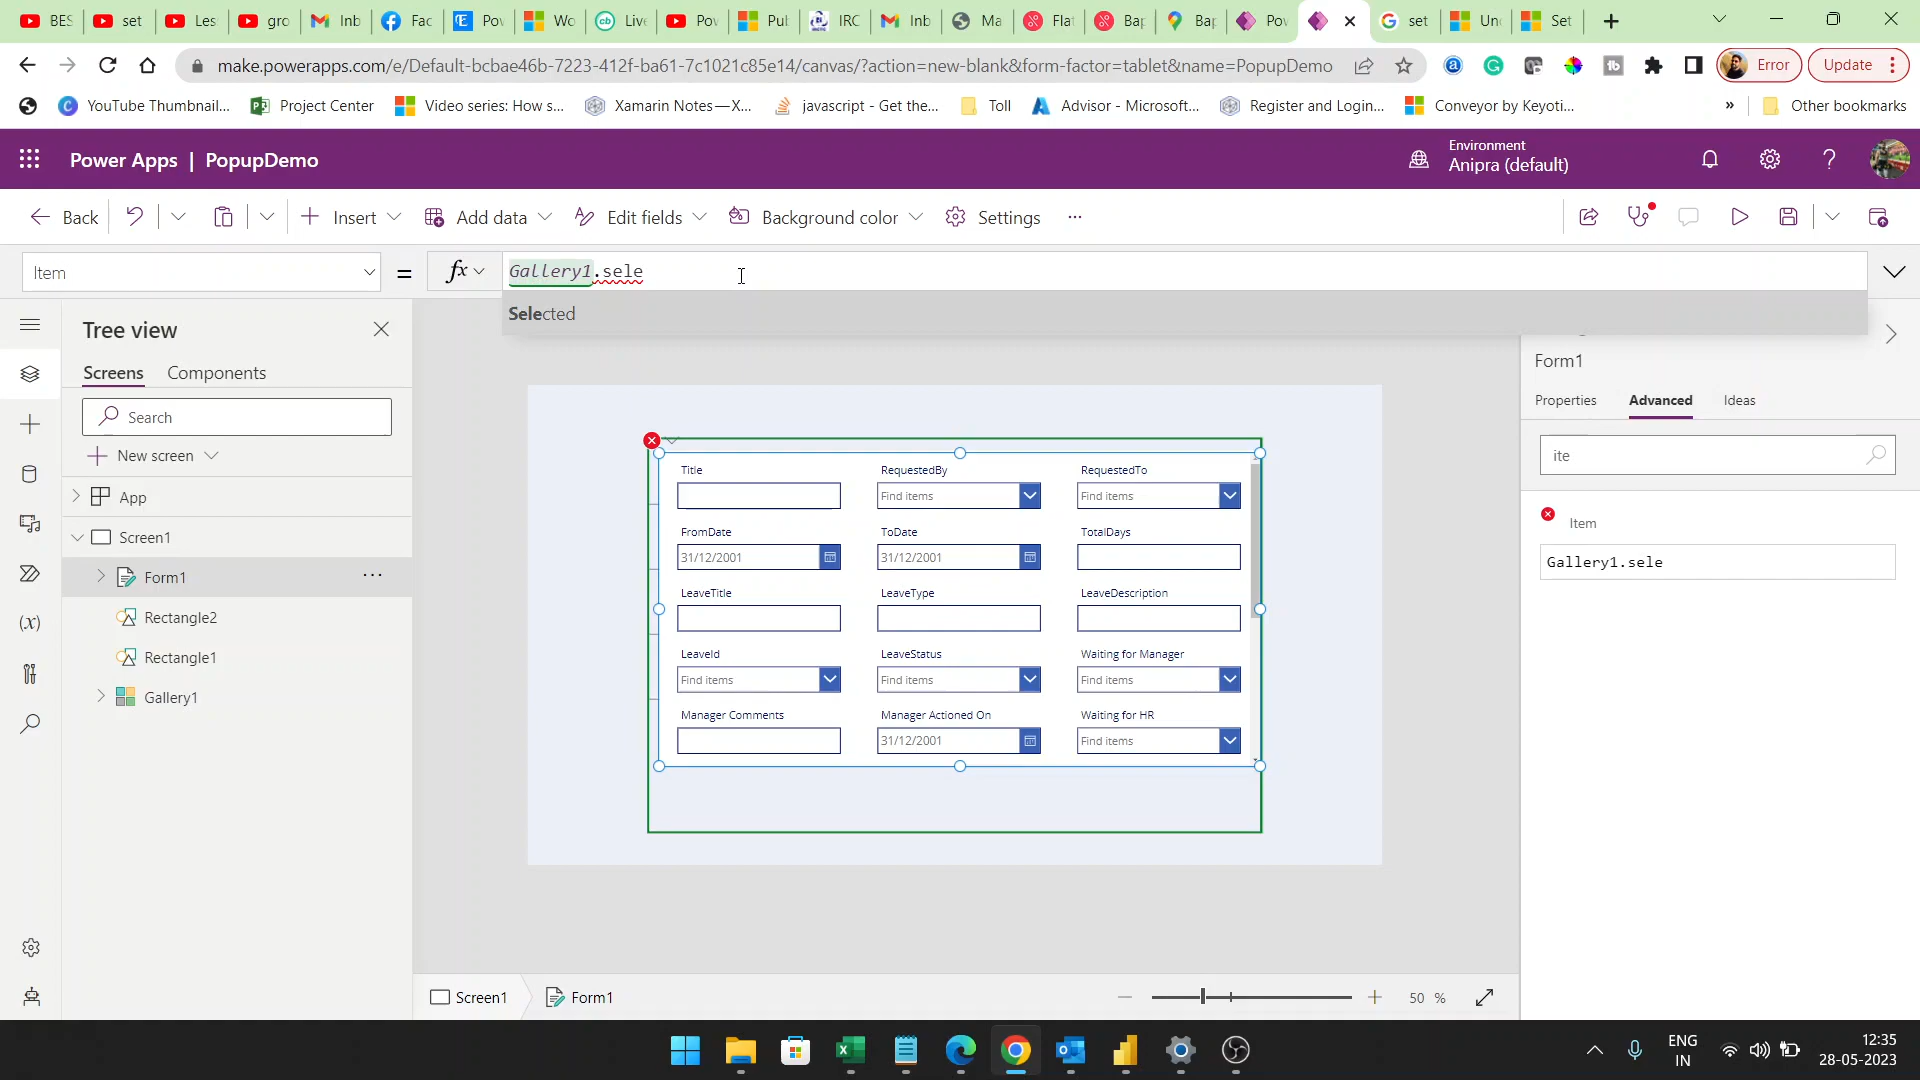 BES
set
Les
gro
Inb
Fac
Pov
Wo
Live
Pov
Pub
IRC
Inb
Ma
Flat
Bap
Bap
Pov
set
Un
Set
make.powerapps.com/e/Default-bcbae46b-7223-412f-ba61-7c1021c85e14/canvas/?action=new-blank&form-factor=tablet&name=PopupDemo
Error
Update
YouTube Thumbnail...
Project Center
Video series: How s...
Xamarin Notes—X...
javascript - Get the...
Toll
Advisor - Microsoft...
Register and Login...
Conveyor by Keyoti...
»
Other bookmarks
Power Apps | PopupDemo
Environment
Anipra (default)
Back
Insert
Add data
Edit fields
Background color
Settings
...
Item
=
fx
Gallery1.sele
Selected
Tree view
Screens
Components
Search
New screen
App
Screen1
Form1
...
Rectangle2
Rectangle1
Gallery1
Title
RequestedBy
RequestedTo
Find items
Find items
FromDate
ToDate
TotalDays
31/12/2001
31/12/2001
LeaveTitle
LeaveType
LeaveDescription
LeaveId
LeaveStatus
Waiting for Manager
Find items
Find items
Find items
Manager Comments
Manager Actioned On
Waiting for HR
31/12/2001
Find items
Form1
Properties
Advanced
Ideas
ite
Item
Gallery1.sele
Screen1
Form1
50 %
ENG
IN
12:35
28-05-2023